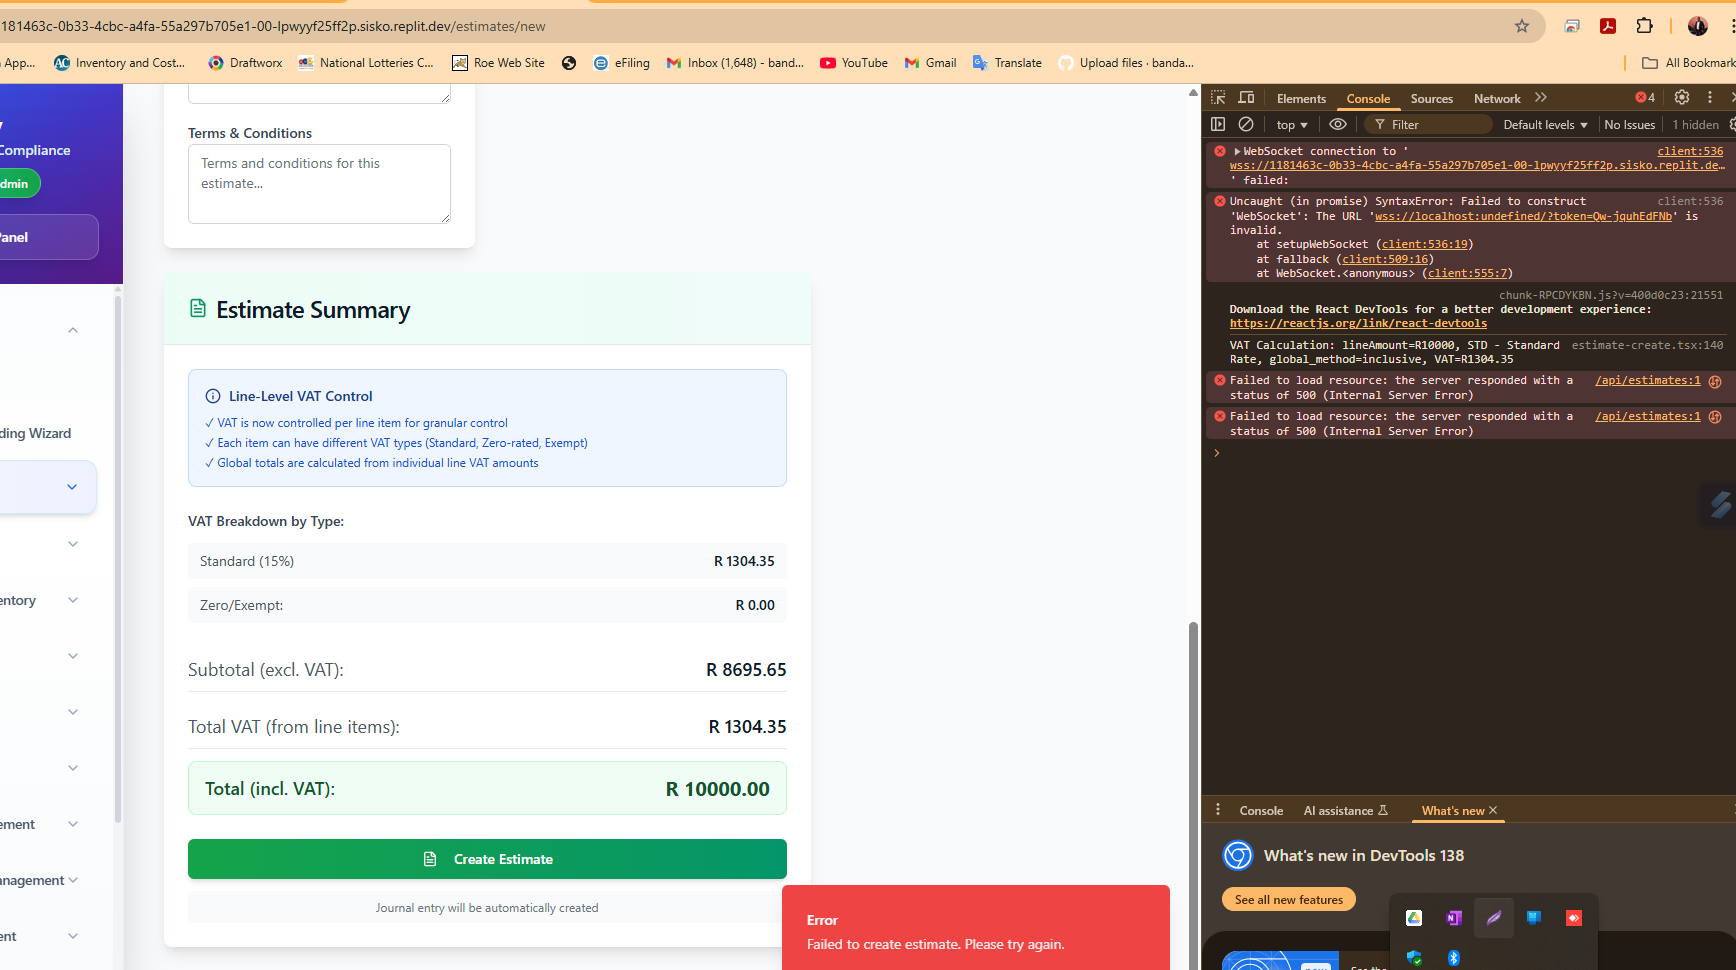 1181463c-0b33-4cbc-a4fa-55a297b705e1-00-lpwyyf25ff2p.sisko.replit.dev/estimates/new
App...
Inventory and Cost...
Draftworx
National Lotteries C...
Roe Web Site
eFiling
Inbox (1,648) - band...
YouTube
Gmail
Translate
Upload files · banda...
All Bookmark
Compliance
dmin
Panel
ding Wizard
entory
ement
anagement
ent
Terms & Conditions
Terms and conditions for this
estimate...
Estimate Summary
Line-Level VAT Control
✓ VAT is now controlled per line item for granular control
✓ Each item can have different VAT types (Standard, Zero-rated, Exempt)
✓ Global totals are calculated from individual line VAT amounts
VAT Breakdown by Type:
Standard (15%) R 1304.35
Zero/Exempt: R 0.00
Subtotal (excl. VAT): R 8695.65
Total VAT (from line items): R 1304.35
Total (incl. VAT): R 10000.00
Create Estimate
Journal entry will be automatically created
Error
Failed to create estimate. Please try again.
Elements Console Sources Network 4
top Filter Default levels No Issues 1 hidden
WebSocket connection to ' client:536
wss://1181463c-0b33-4cbc-a4fa-55a297b705e1-00-lpwyyf25ff2p.sisko.replit.de…
' failed:
Uncaught (in promise) SyntaxError: Failed to construct client:536
'WebSocket': The URL 'wss://localhost:undefined/?token=Qw-jquhEdFNb' is
invalid.
at setupWebSocket (client:536:19)
at fallback (client:509:16)
at WebSocket.<anonymous> (client:555:7)
chunk-RPCDYKBN.js?v=400d0c23:21551
Download the React DevTools for a better development experience:
https://reactjs.org/link/react-devtools
VAT Calculation: lineAmount=R10000, STD - Standard estimate-create.tsx:140
Rate, global_method=inclusive, VAT=R1304.35
Failed to load resource: the server responded with a /api/estimates:1
status of 500 (Internal Server Error)
Failed to load resource: the server responded with a /api/estimates:1
status of 500 (Internal Server Error)
Console AI assistance What's new
What's new in DevTools 138
See all new features
new
See the